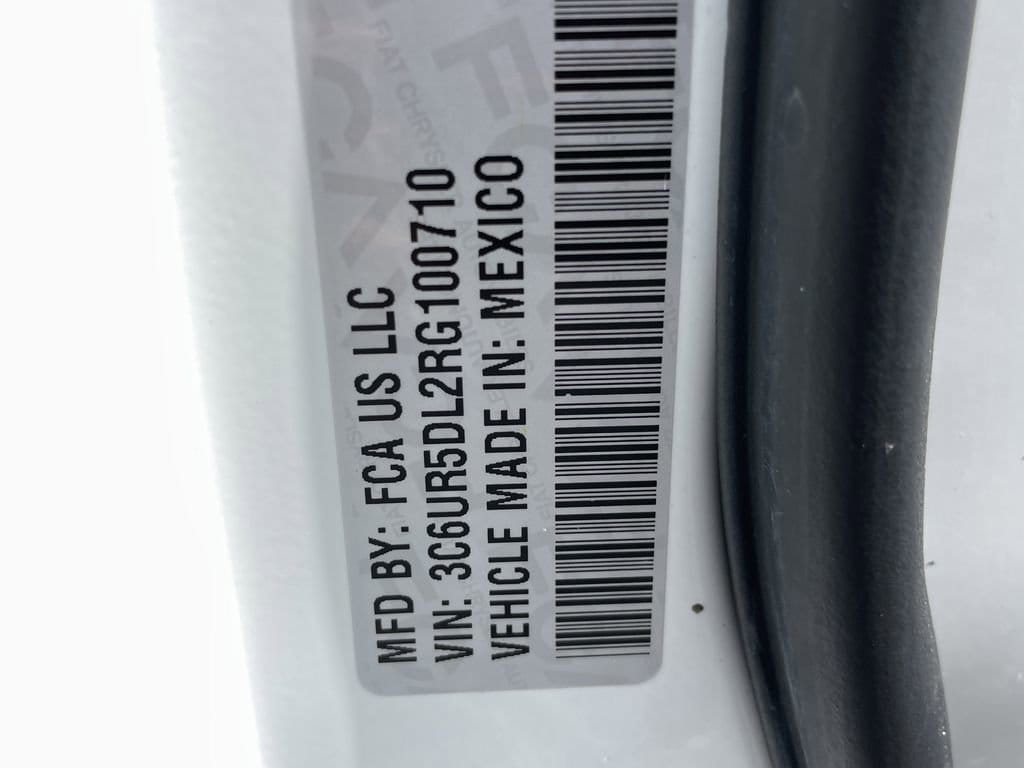 MFD BY: FCA US LLC
VIN: 3C6UR5DL2RG100710
VEHICLE MADE IN: MEXICO